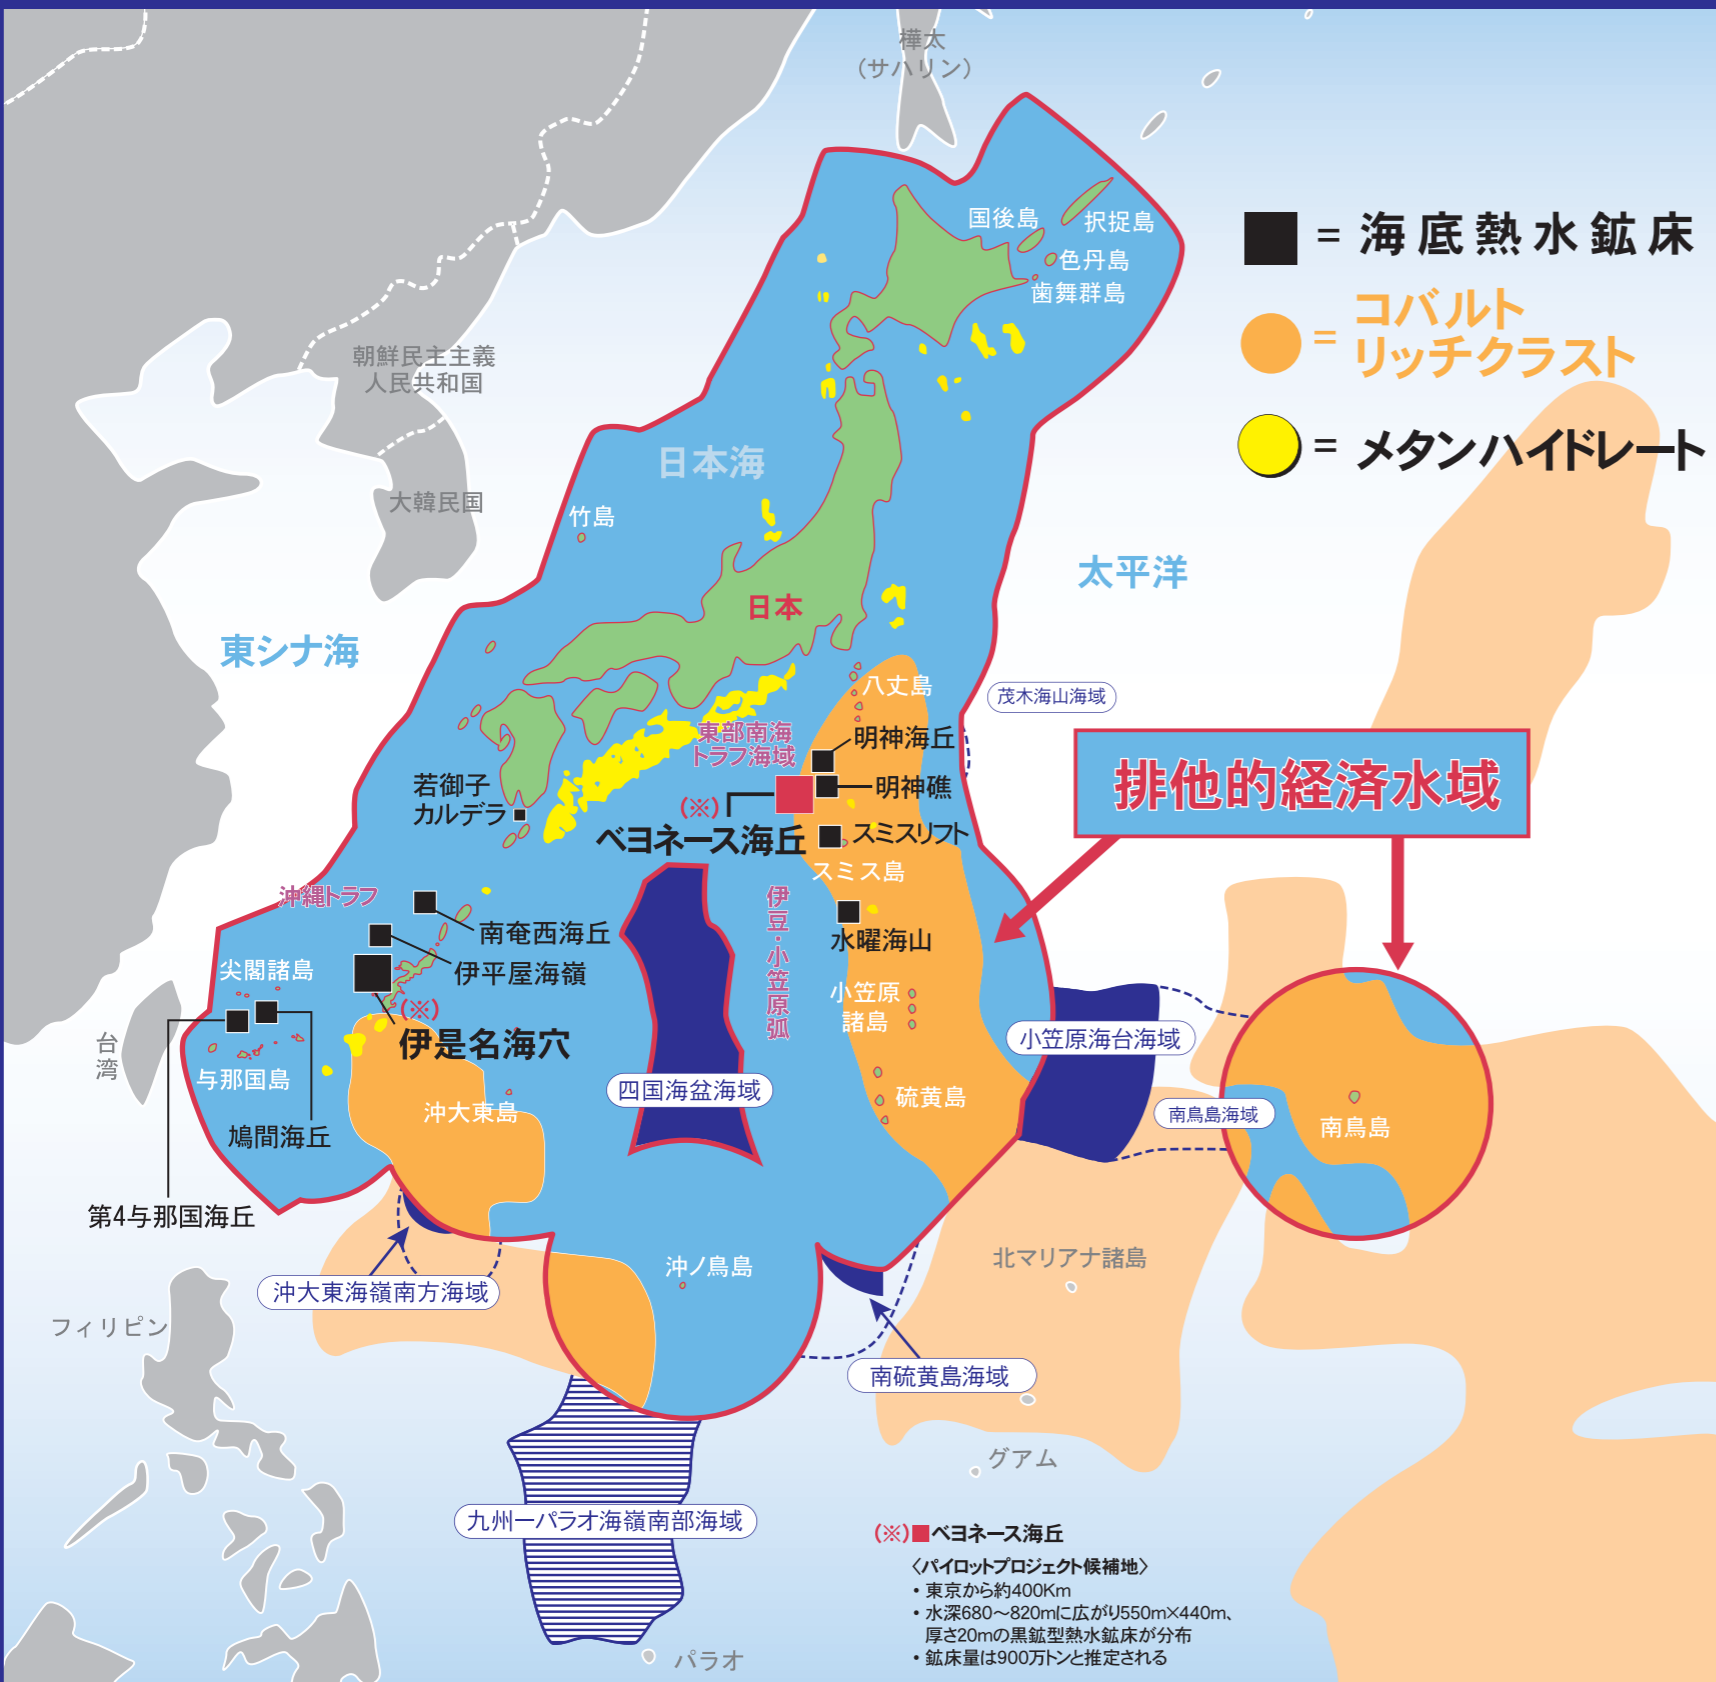 樺太
(サハリン)
国後島
択捉島
色丹島
歯舞群島
■ = 海底熱水鉱床
= コバルト
リッチクラスト
= メタンハイドレート
朝鮮民主主義
人民共和国
大韓民国
日本海
竹島
太平洋
日本
東シナ海
八丈島
茂木海山海域
東部南海
トラフ海域
明神海丘
明神礁
排他的経済水域
若御子
カルデラ
(※)
ベヨネース海丘
スミスリフト
スミス島
沖縄トラフ
伊豆・小笠原弧
南奄西海丘
水曜海山
伊平屋海嶺
尖閣諸島
小笠原
諸島
(※)
伊是名海穴
台湾
小笠原海台海域
与那国島
四国海盆海域
硫黄島
沖大東島
南鳥島海域
南鳥島
鳩間海丘
第4与那国海丘
沖ノ鳥島
北マリアナ諸島
沖大東海嶺南方海域
フィリピン
南硫黄島海域
グアム
九州ーパラオ海嶺南部海域
パラオ
(※)■ベヨネース海丘
〈パイロットプロジェクト候補地〉
・東京から約400Km
・水深680〜820mに広がり550m×440m、
厚さ20mの黒鉱型熱水鉱床が分布
・鉱床量は900万トンと推定される